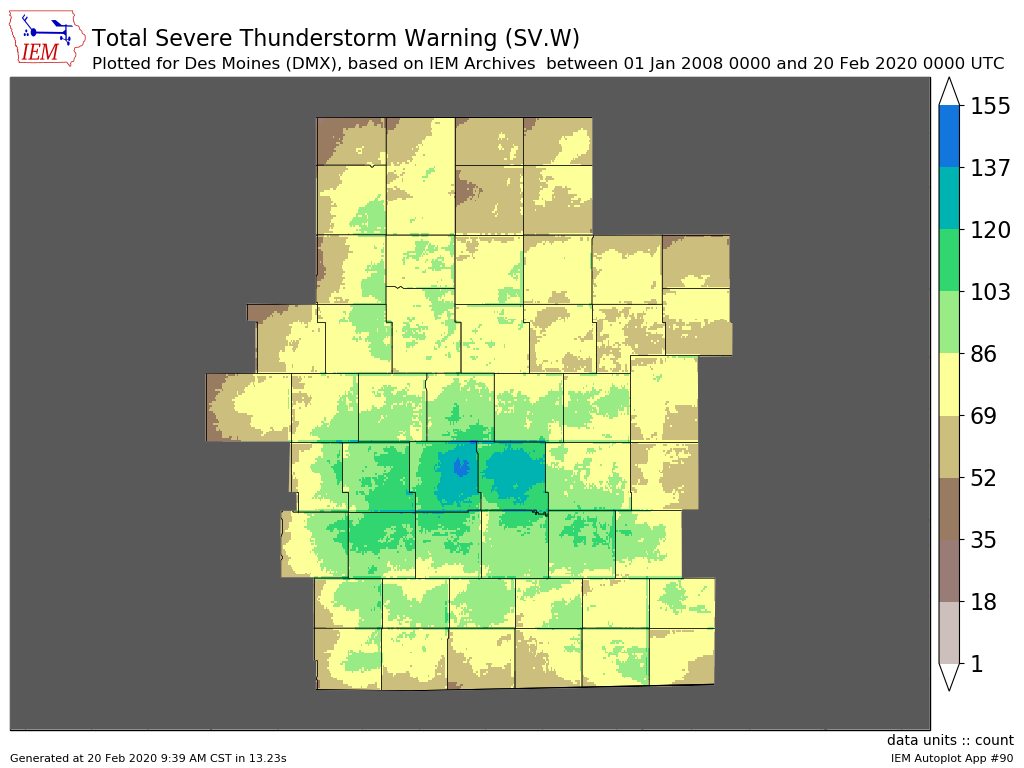 IEM
Total Severe Thunderstorm Warning (SV.W)
Plotted for Des Moines (DMX), based on IEM Archives  between 01 Jan 2008 0000 and 20 Feb 2020 0000 UTC
155
137
120
103
86
69
52
35
18
1
data units :: count
Generated at 20 Feb 2020 9:39 AM CST in 13.23s
IEM Autoplot App #90